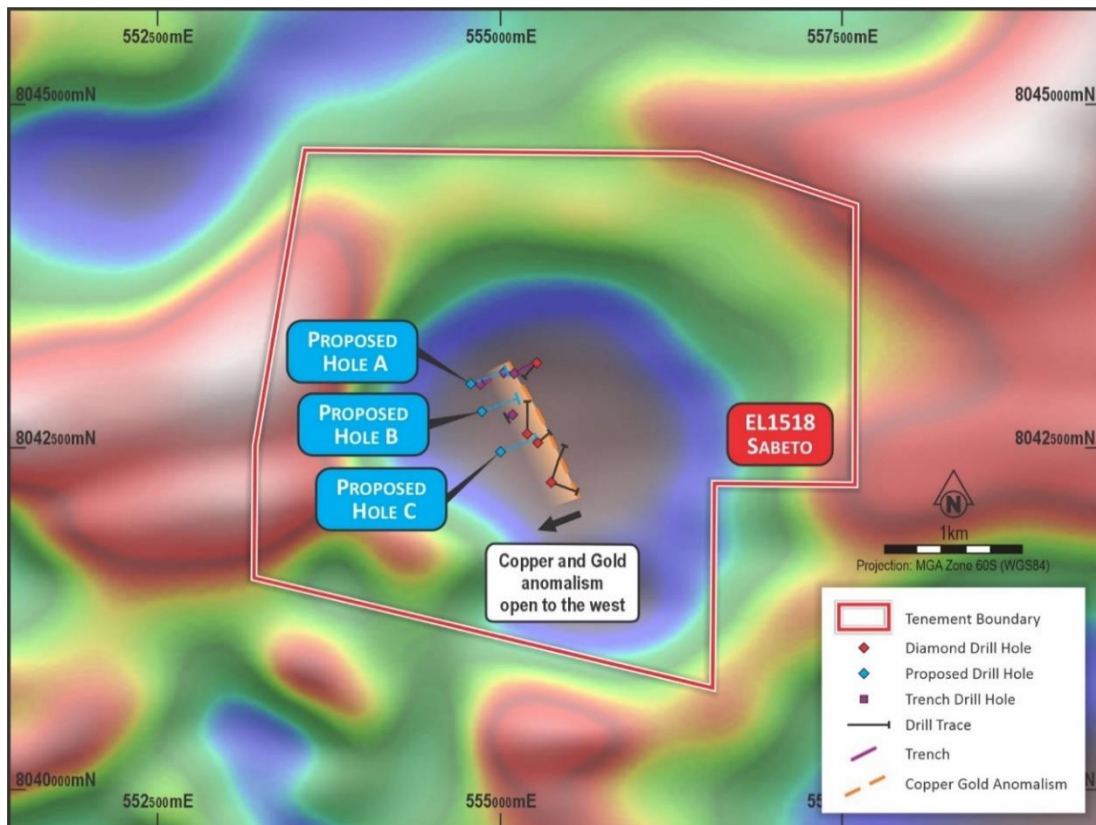 552500mE
555000mE
557500mE
8045000mN
8045000mN
PROPOSED
HOLE A
PROPOSED
HOLE B
PROPOSED
HOLE C
EL1518
SABETO
8042500mN
8042500mN
N
1km
Projection: MGA Zone 60S (WGS84)
Copper and Gold
anomalism
open to the west
Tenement Boundary
Diamond Drill Hole
Proposed Drill Hole
Trench Drill Hole
Drill Trace
Trench
Copper Gold Anomalism
8040000mN
552500mE
555000mE